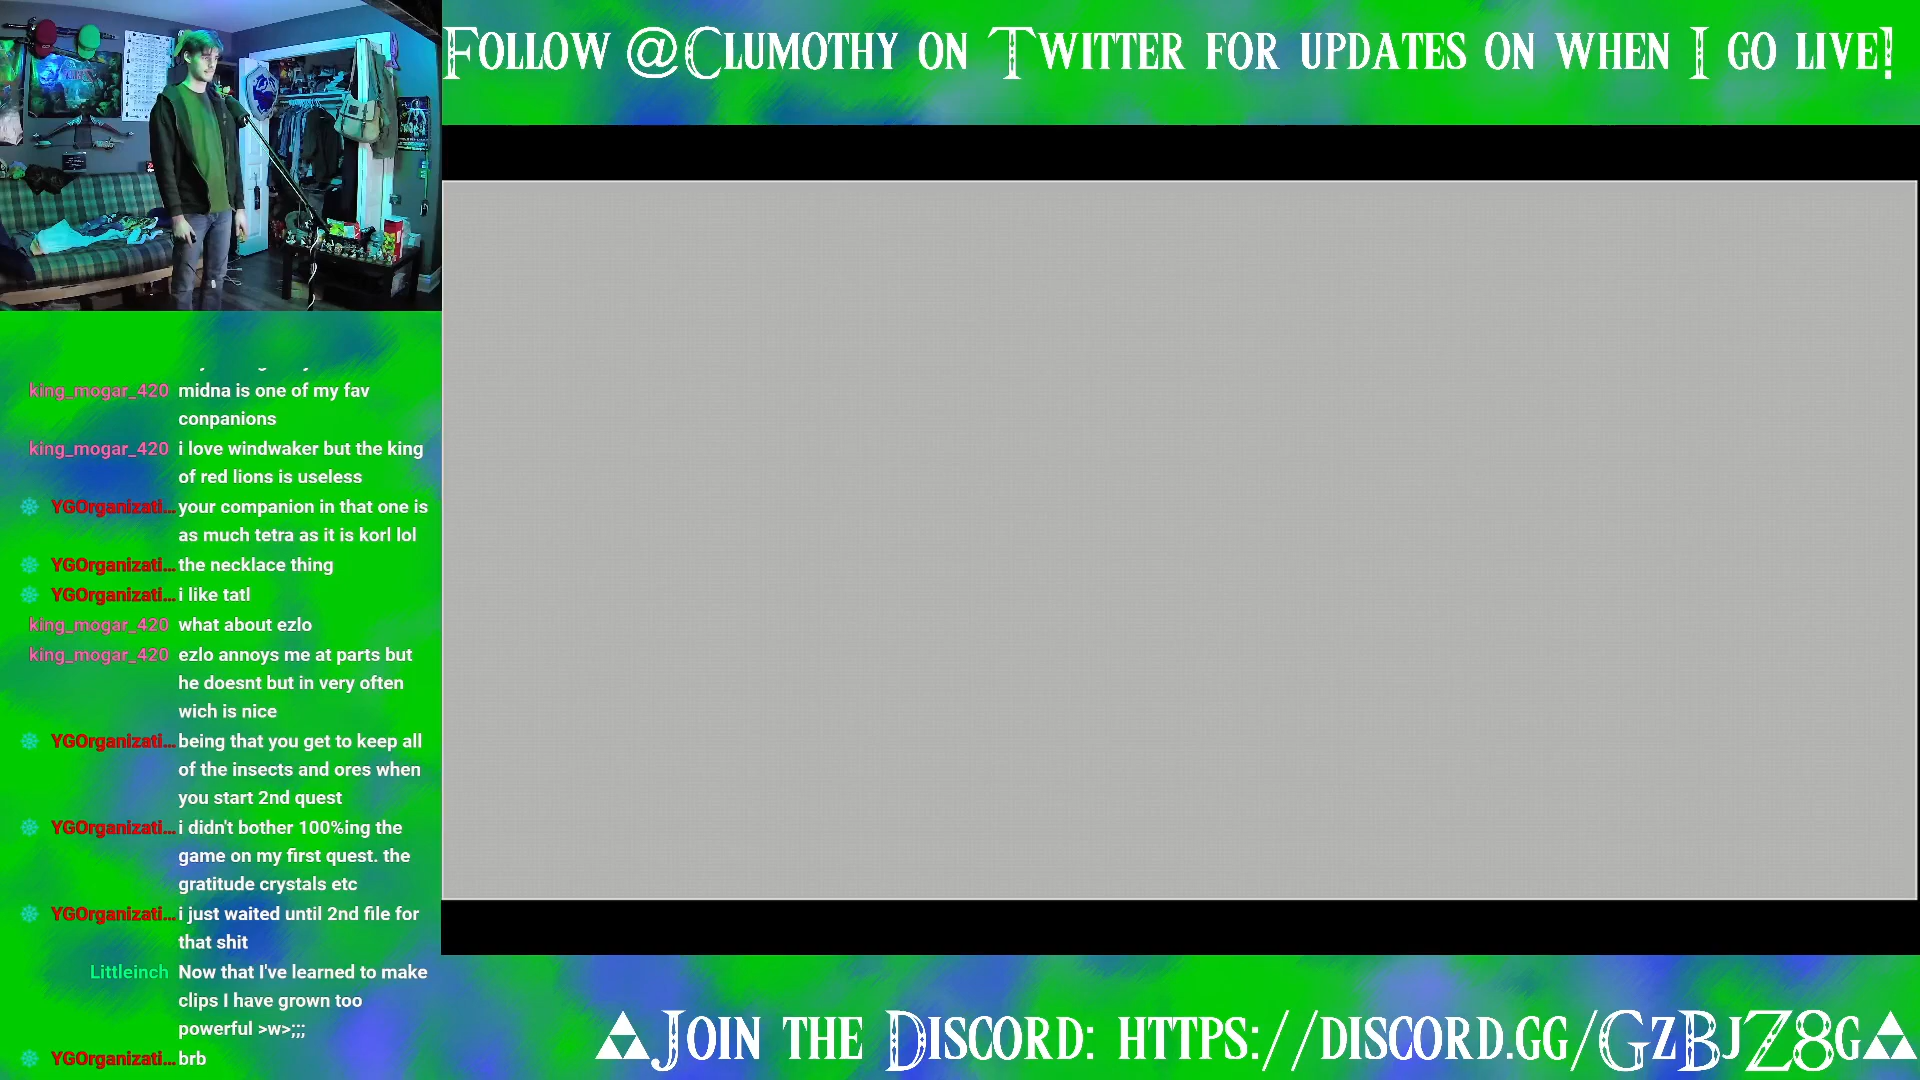 Follow @Clumothy on Twitter for updates on when I go live!
king_mogar_420 midna is one of my fav
conpanions
king_mogar_420 i love windwaker but the king
of red lions is useless
YGOrganizati... your companion in that one is
as much tetra as it is korl lol
YGOrganizati... the necklace thing
YGOrganizati... i like tatl
king_mogar_420 what about ezlo
king_mogar_420 ezlo annoys me at parts but
he doesnt but in very often
wich is nice
YGOrganizati... being that you get to keep all
of the insects and ores when
you start 2nd quest
YGOrganizati... i didn't bother 100%ing the
game on my first quest. the
gratitude crystals etc
YGOrganizati... i just waited until 2nd file for
that shit
Littleinch Now that I've learned to make
clips I have grown too
powerful >w>;;;
YGOrganizati... brb
Join the Discord: https://discord.gg/GzBjZ8g